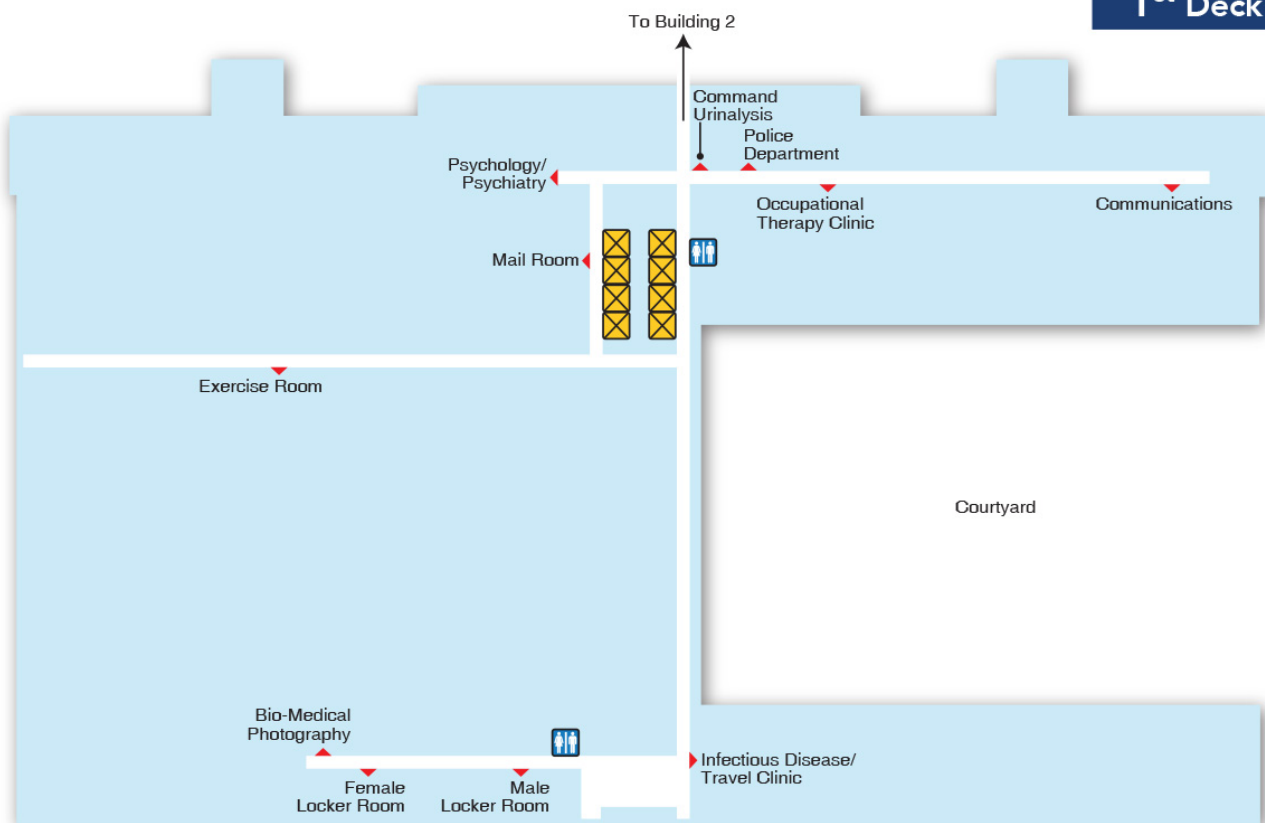 1st Deck
To Building 2
Command
Urinalysis
Police
Department
Psychology/
Psychiatry
Occupational
Therapy Clinic
Communications
Mail Room
Exercise Room
Courtyard
Bio-Medical
Photography
Infectious Disease/
Travel Clinic
Female
Locker Room
Male
Locker Room